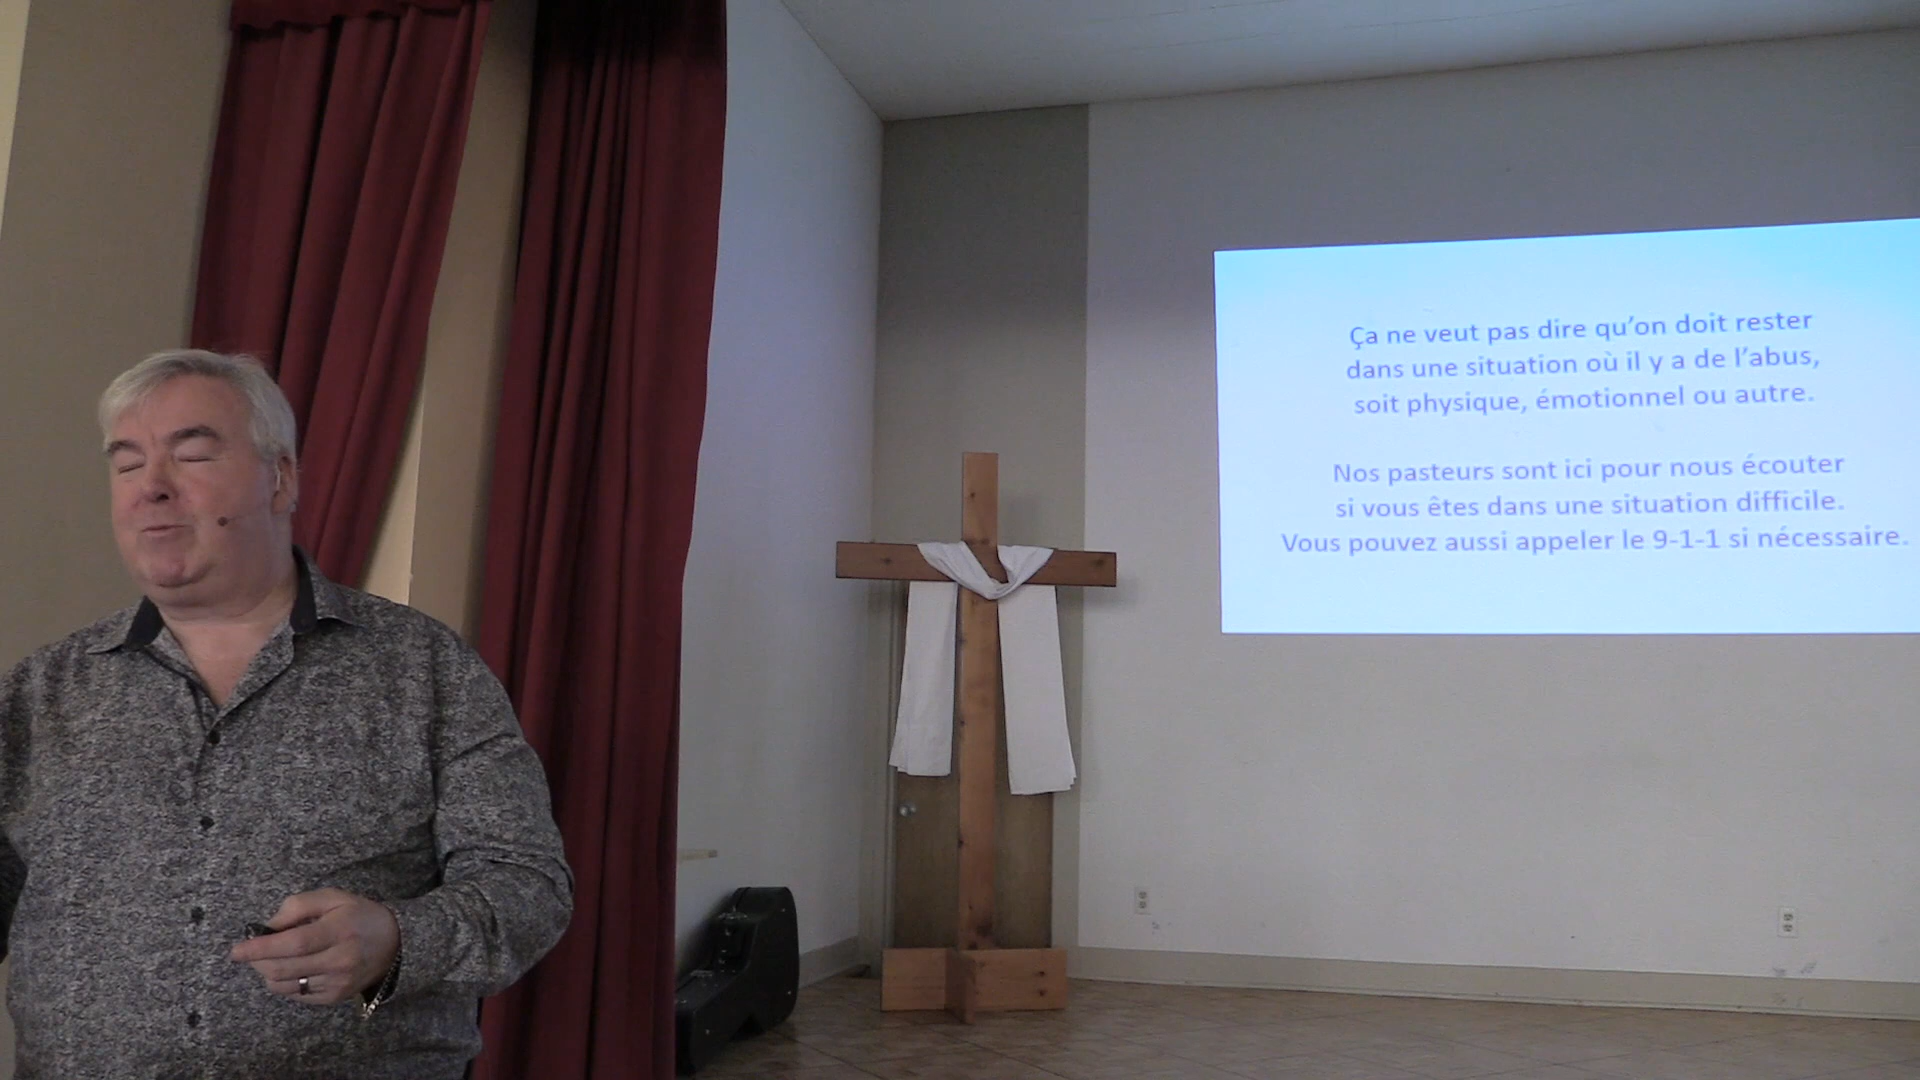 Ça ne veut pas dire qu'on doit rester
dans une situation où il y a de l'abus,
soit physique, émotionnel ou autre.
Nos pasteurs sont ici pour nous écouter
si vous êtes dans une situation difficile.
Vous pouvez aussi appeler le 9-1-1 si nécessaire.